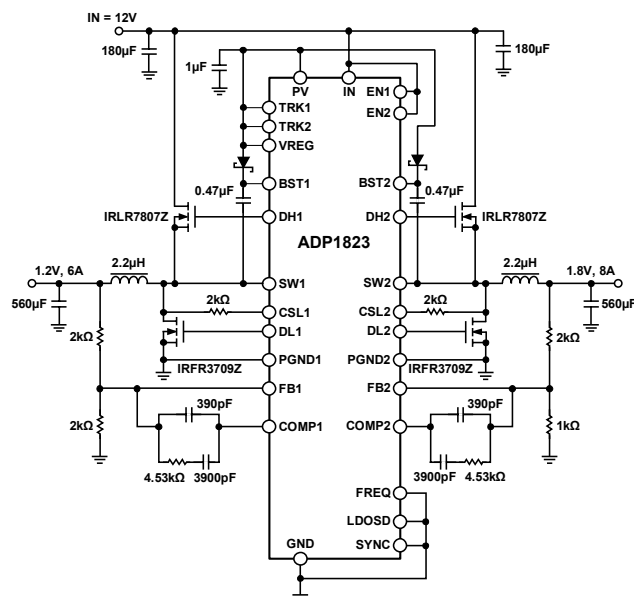 IN = 12V
180µF
1µF
180µF
PV
IN
EN1
EN2
TRK1
TRK2
VREG
BST1
BST2
0.47µF
0.47µF
IRLR7807Z
DH1
DH2
IRLR7807Z
ADP1823
1.2V, 6A
2.2µH
SW1
SW2
2.2µH
1.8V, 8A
560µF
2kΩ
CSL1
CSL2
2kΩ
560µF
2kΩ
DL1
DL2
2kΩ
IRFR3709Z
PGND1
PGND2
IRFR3709Z
FB1
FB2
2kΩ
390pF
COMP1
COMP2
390pF
1kΩ
4.53kΩ
3900pF
3900pF
4.53kΩ
FREQ
LDOSD
SYNC
GND